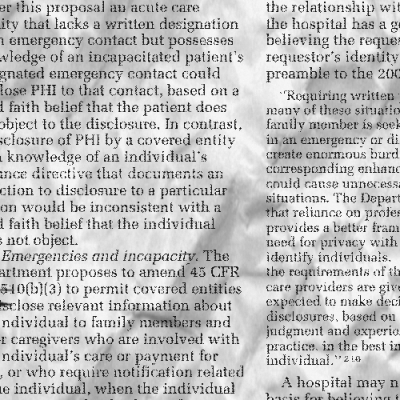 er this proposal an acute care
ity that lacks a written designation
n emergency contact but possesses
wledge of an incapacitated patient's
gnated emergency contact could
lose PHI to that contact, based on a
d faith belief that the patient does
object to the disclosure. In contrast,
sclosure of PHI by a covered entity
h knowledge of an individual's
ance directive that documents an
ction to disclosure to a particular
on would be inconsistent with a
d faith belief that the individual
s not object.
Emergencies and incapacity. The
artment proposes to amend 45 CFR
510(b)(3) to permit covered entities
isclose relevant information about
ndividual to family members and
r caregivers who are involved with
ndividual's care or payment for
, or who require notification related
e individual, when the individual
the relationship wit
the hospital has a g
believing the reques
requestor's identity
preamble to the 200
"Requiring written
many of these situatio
family member is seek
in an emergency or di
create enormous burd
corresponding enhanc
could cause unnecessa
situations. The Depart
that reliance on profes
provides a better fram
need for privacy with
identify individuals.
the requirements of th
care providers are give
expected to make deci
disclosures, based on
judgment and experie
practice, in the best in
individual." 210
A hospital may n
basis for believing t